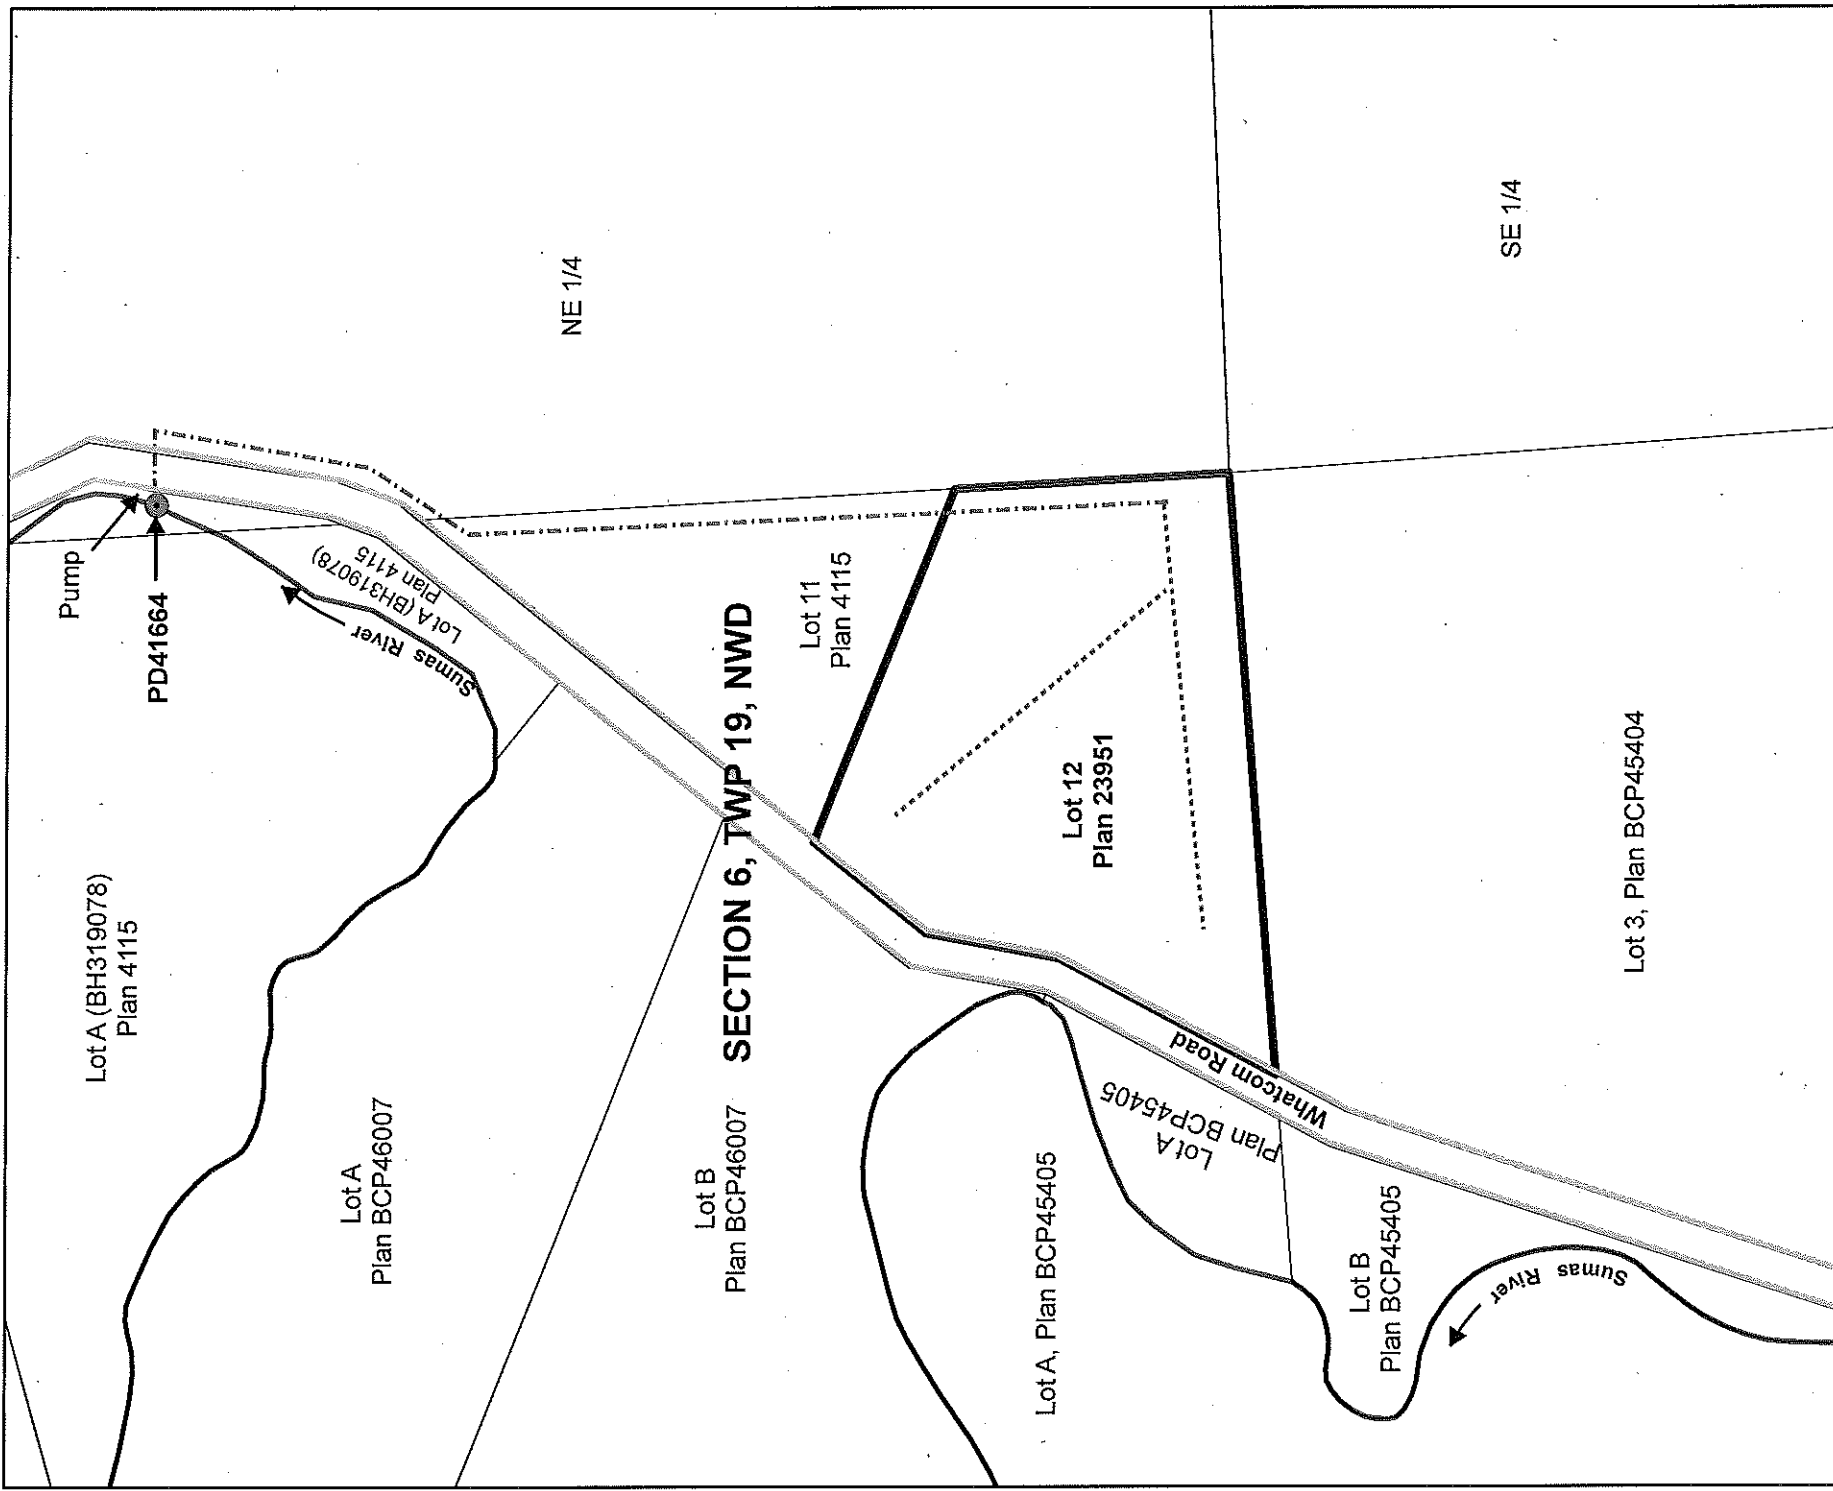 Pump
PD41664
Lot A (BH319078)
Plan 4115
Sumas River
Lot A (BH319078)
Plan 4115
NE 1/4
Lot A
Plan BCP46007
Lot B
Plan BCP46007
SECTION 6, TWP 19, NWD
Lot 11
Plan 4115
Lot 12
Plan 23951
SE 1/4
Whatcom Road
Lot A
Plan BCP45405
Lot A, Plan BCP45405
Lot B
Plan BCP45405
Sumas River
Lot 3, Plan BCP45404